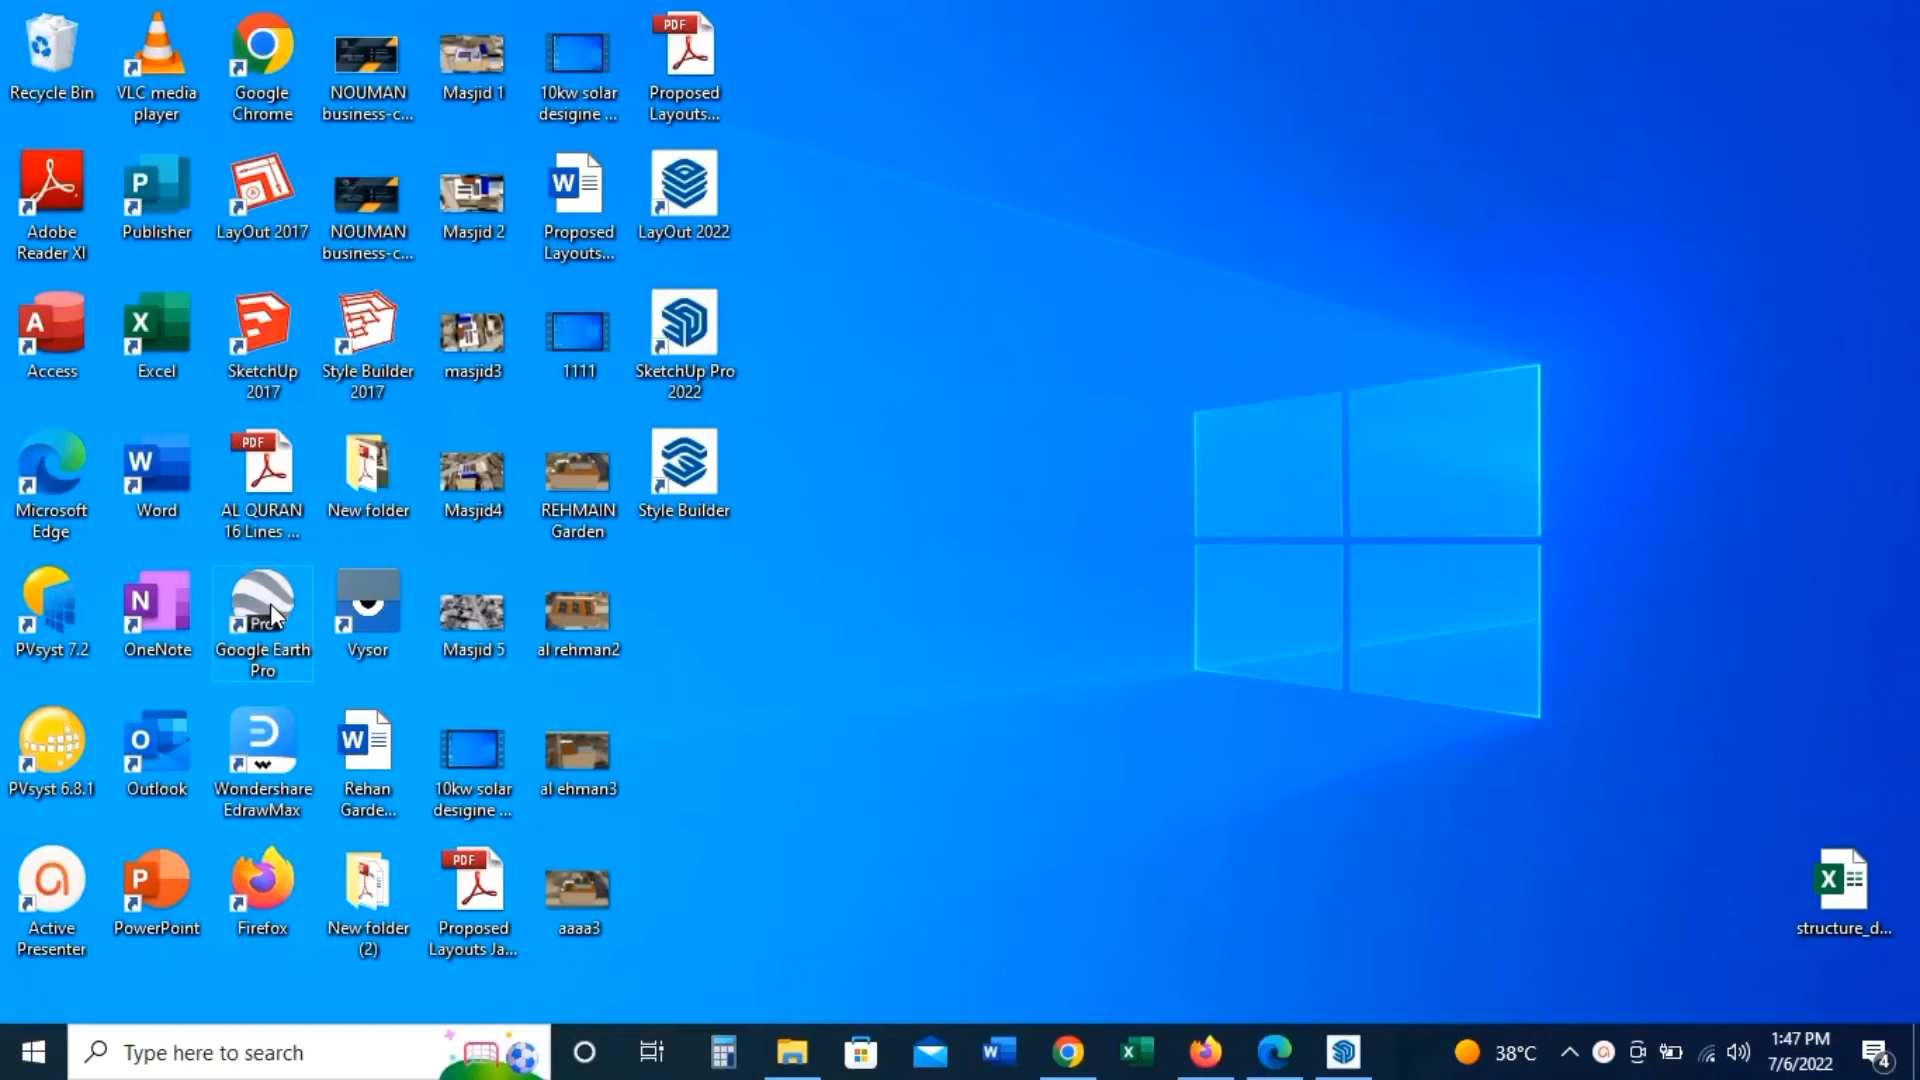 Recycle Bin
VLC media
player
Google
Chrome
NOUMAN
business-c...
Masjid 1
10kw solar
desigine ...
PDF
Proposed
Layouts...
Adobe
Reader XI
P
Publisher
LayOut 2017
NOUMAN
business-c...
Masjid 2
W
Proposed
Layouts...
LayOut 2022
A
Access
X
Excel
SketchUp
2017
Style Builder
2017
masjid3
1111
SketchUp Pro
2022
Microsoft
Edge
W
Word
PDF
AL QURAN
16 Lines ...
New folder
Masjid4
REHMAIN
Garden
Style Builder
PVsyst 7.2
N
OneNote
Pro
Google Earth
Pro
Vysor
Masjid 5
al rehman2
PVsyst 6.8.1
O
Outlook
Wondershare
EdrawMax
W
Rehan
Garde...
10kw solar
desigine ...
al ehman3
Active
Presenter
P
PowerPoint
Firefox
New folder
(2)
PDF
Proposed
Layouts Ja...
aaaa3
X
structure_d...
Type here to search
W
X
38°C
1:47 PM
7/6/2022
4